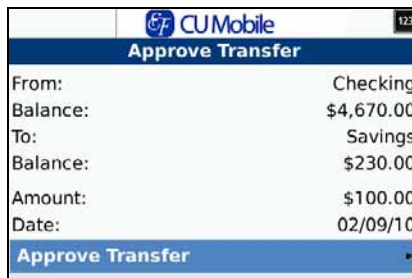 CU Mobile
123
Approve Transfer
From: Checking
Balance: $4,670.00
To: Savings
Balance: $230.00
Amount: $100.00
Date: 02/09/10
Approve Transfer